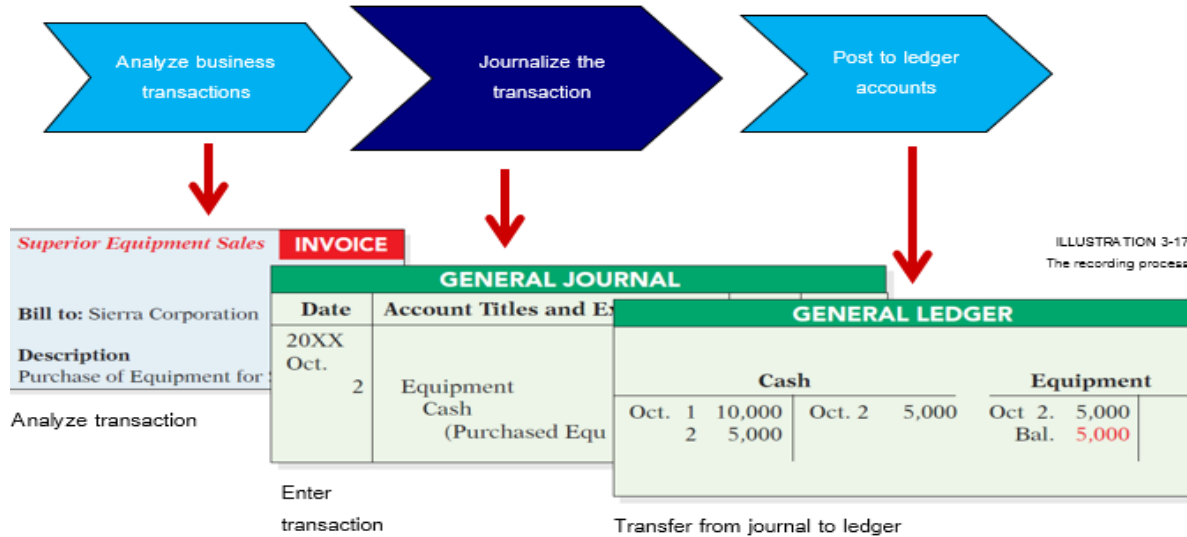 Analyze business
transactions
Journalize the
transaction
Post to ledger
accounts
Superior Equipment Sales
INVOICE
Bill to: Sierra Corporation
Description
Purchase of Equipment for
Analyze transaction
GENERAL JOURNAL
Date Account Titles and Ex
20XX
Oct.
2 Equipment
Cash
(Purchased Equ
Enter
transaction
ILLUSTRATION 3-17
The recording process
GENERAL LEDGER
Cash Equipment
Oct. 1 10,000 Oct. 2 5,000 Oct 2. 5,000
2 5,000 Bal. 5,000
Transfer from journal to ledger